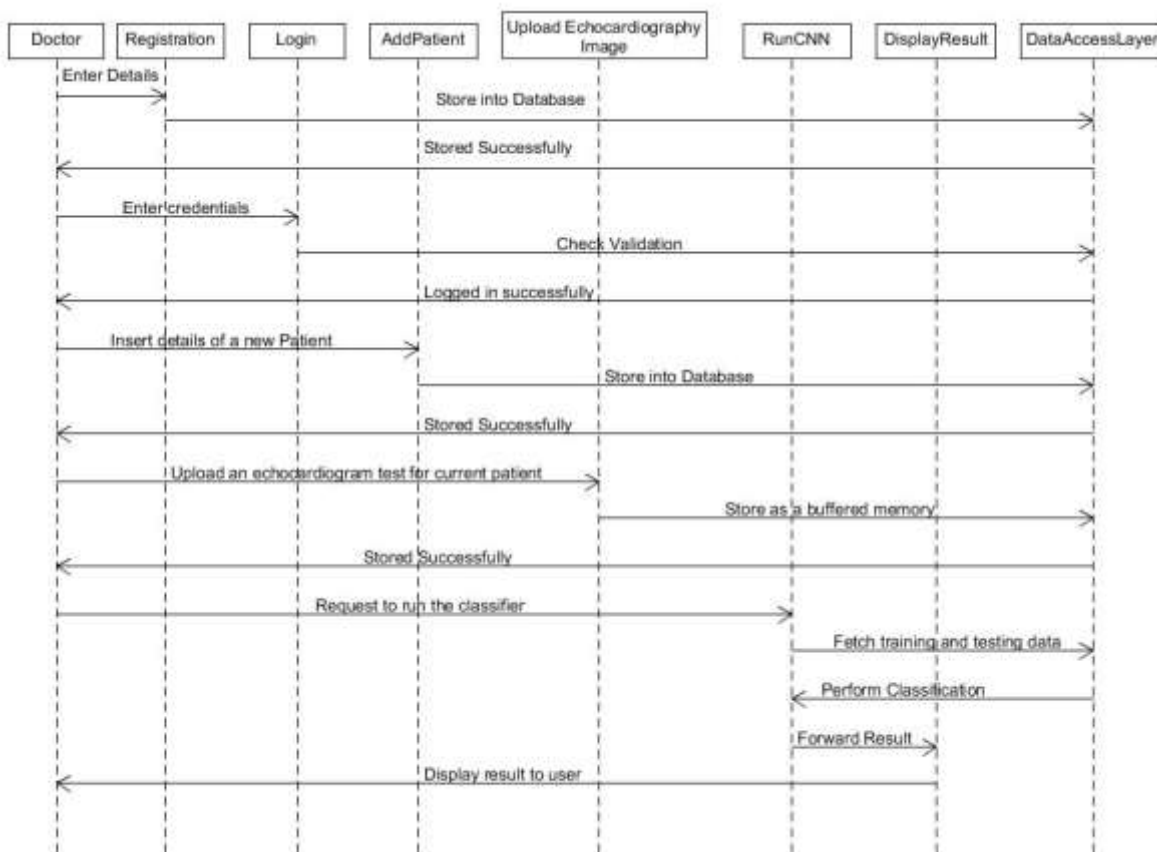 Doctor
Registration
Login
AddPatient
Upload Echocardiography
Image
RunCNN
DisplayResult
DataAccessLayer
Enter Details
Store into Database
Stored Successfully
Enter credentials
Check Validation
Logged in successfully
Insert details of a new Patient
Store into Database
Stored Successfully
Upload an echocardiogram test for current patient
Store as a buffered memory
Stored Successfully
Request to run the classifier
Fetch training and testing data
Perform Classification
Forward Result
Display result to user